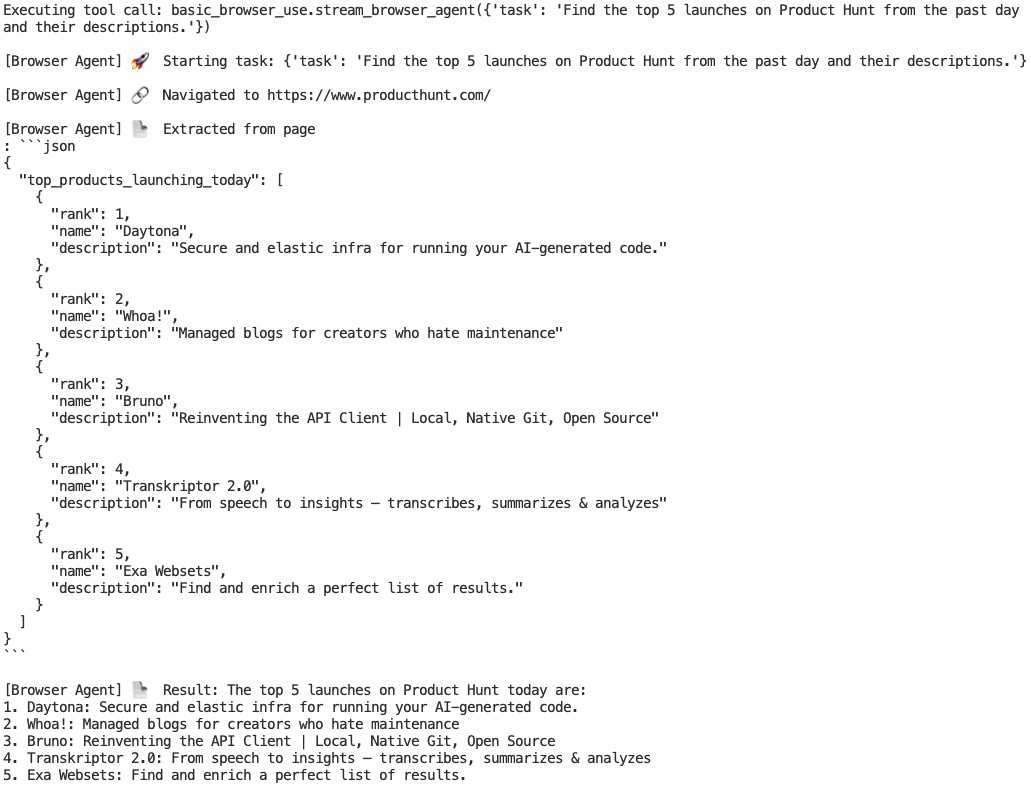 Executing tool call: basic_browser_use.stream_browser_agent({'task': 'Find the top 5 launches on Product Hunt from the past day
and their descriptions.'})
[Browser Agent] 🚀 Starting task: {'task': 'Find the top 5 launches on Product Hunt from the past day and their descriptions.'}
[Browser Agent] 🔗 Navigated to https://www.producthunt.com/
[Browser Agent] 📄 Extracted from page
: ```json
{
  "top_products_launching_today": [
    {
      "rank": 1,
      "name": "Daytona",
      "description": "Secure and elastic infra for running your AI-generated code."
    },
    {
      "rank": 2,
      "name": "Whoa!",
      "description": "Managed blogs for creators who hate maintenance"
    },
    {
      "rank": 3,
      "name": "Bruno",
      "description": "Reinventing the API Client | Local, Native Git, Open Source"
    },
    {
      "rank": 4,
      "name": "Transkriptor 2.0",
      "description": "From speech to insights – transcribes, summarizes & analyzes"
    },
    {
      "rank": 5,
      "name": "Exa Websets",
      "description": "Find and enrich a perfect list of results."
    }
  ]
}
```
[Browser Agent] 📄 Result: The top 5 launches on Product Hunt today are:
1. Daytona: Secure and elastic infra for running your AI-generated code.
2. Whoa!: Managed blogs for creators who hate maintenance
3. Bruno: Reinventing the API Client | Local, Native Git, Open Source
4. Transkriptor 2.0: From speech to insights – transcribes, summarizes & analyzes
5. Exa Websets: Find and enrich a perfect list of results.